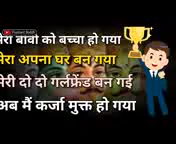 मेरा बाबो को बच्चा हो गया
मेरा अपना घर बन गया
मेरी दो दो गर्लफ्रेंड बन गई
अब मैं कर्जा मुक्त हो गया